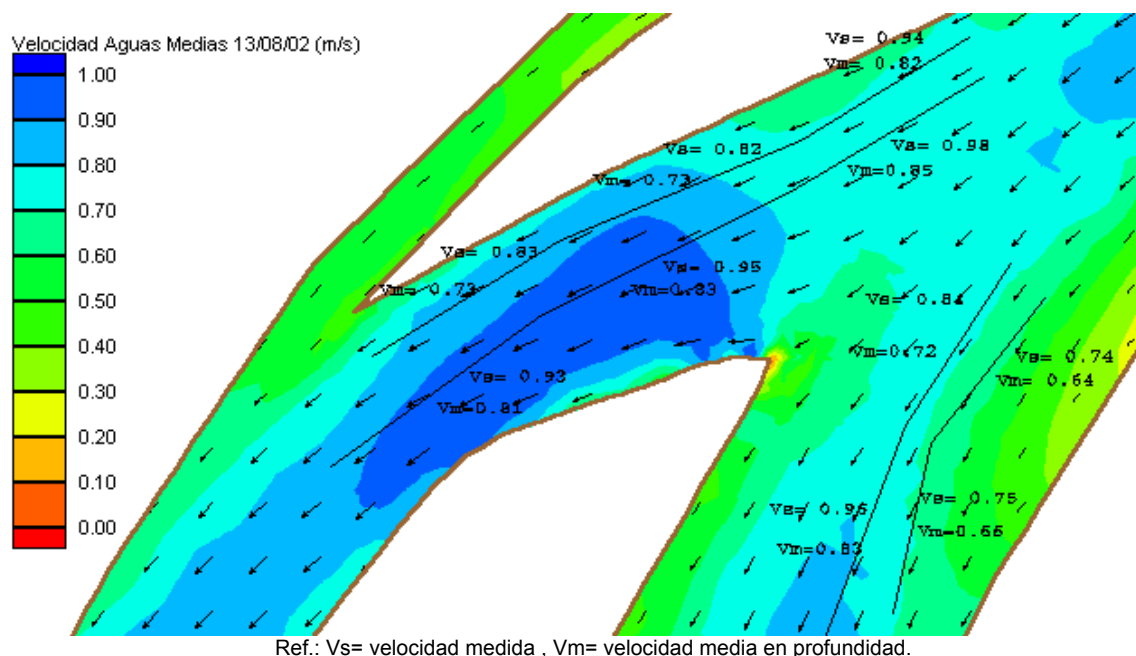 Velocidad Aguas Medias 13/08/02 (m/s)
1.00
0.90
0.80
0.70
0.60
0.50
0.40
0.30
0.20
0.10
0.00
Vs= 0.94
Vm= 0.82
Vs= 0.82
Vm= 0.73
Vs= 0.98
Vm=0.85
Vs= 0.83
Vm= 0.73
Vs= 0.95
Vm=0.83
Vs= 0.84
Vm=0.72
Vs= 0.93
Vm=0.81
Vs= 0.74
Vm= 0.64
Vs= 0.96
Vm=0.83
Vs= 0.75
Vm=0.66
Ref.: Vs= velocidad medida , Vm= velocidad media en profundidad.